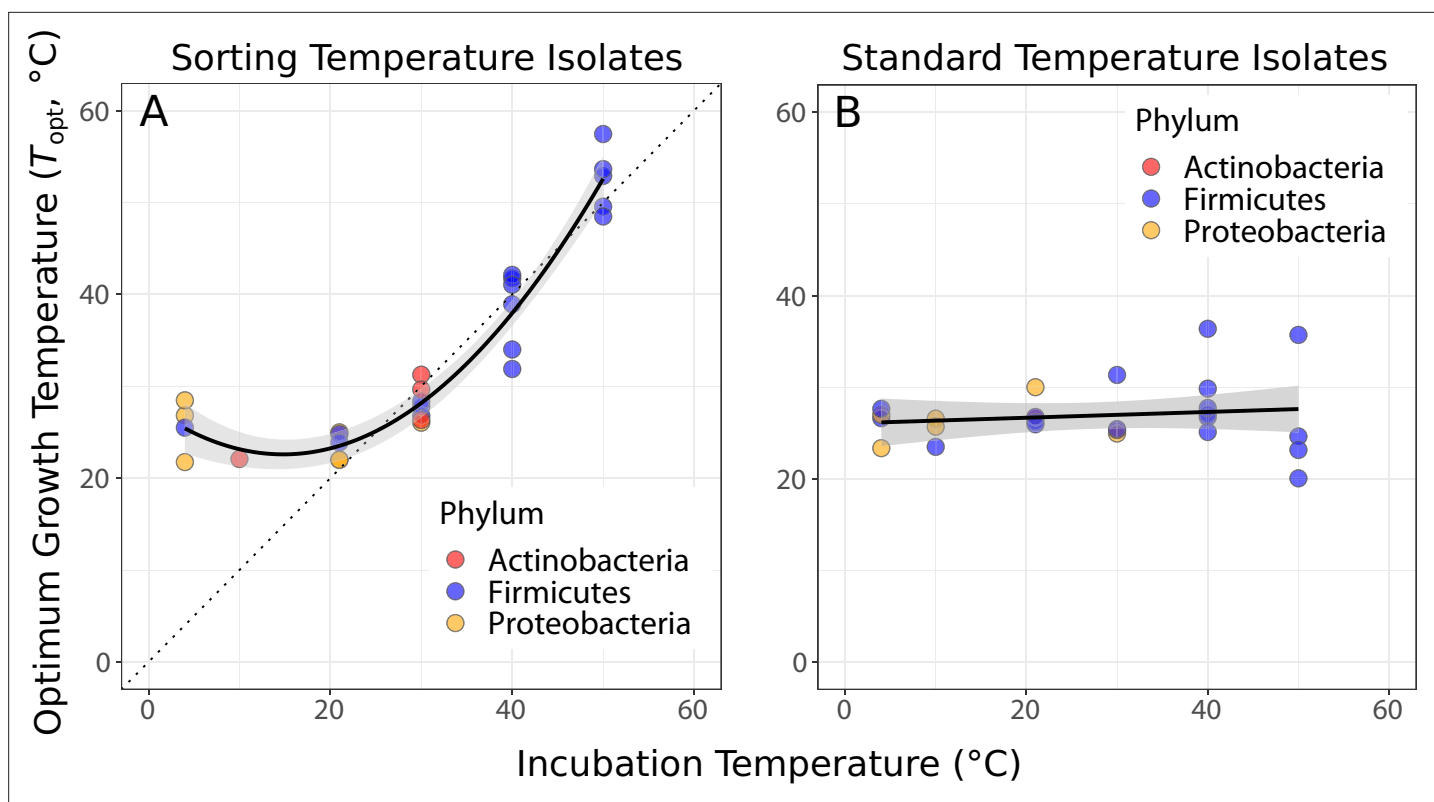 Sorting Temperature Isolates
Standard Temperature Isolates
Optimum Growth Temperature (Topt, °C)
A
60
40
20
0
Phylum
Actinobacteria
Firmicutes
Proteobacteria
0 20 40 60
B
60
40
20
0
Phylum
Actinobacteria
Firmicutes
Proteobacteria
0 20 40 60
Incubation Temperature (°C)